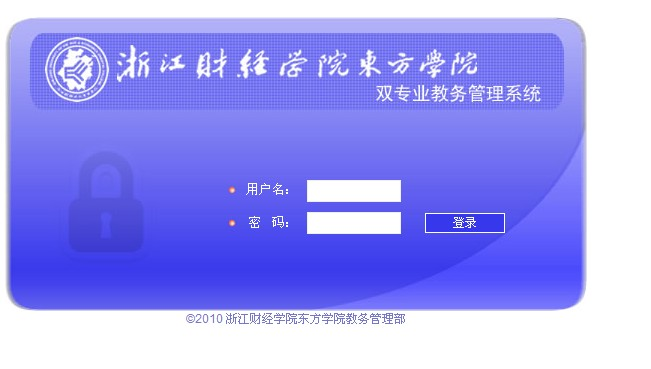 浙江财经学院東方學院
双专业教务管理系统
用户名：
密 码：
登录
©2010 浙江财经学院东方学院教务管理部